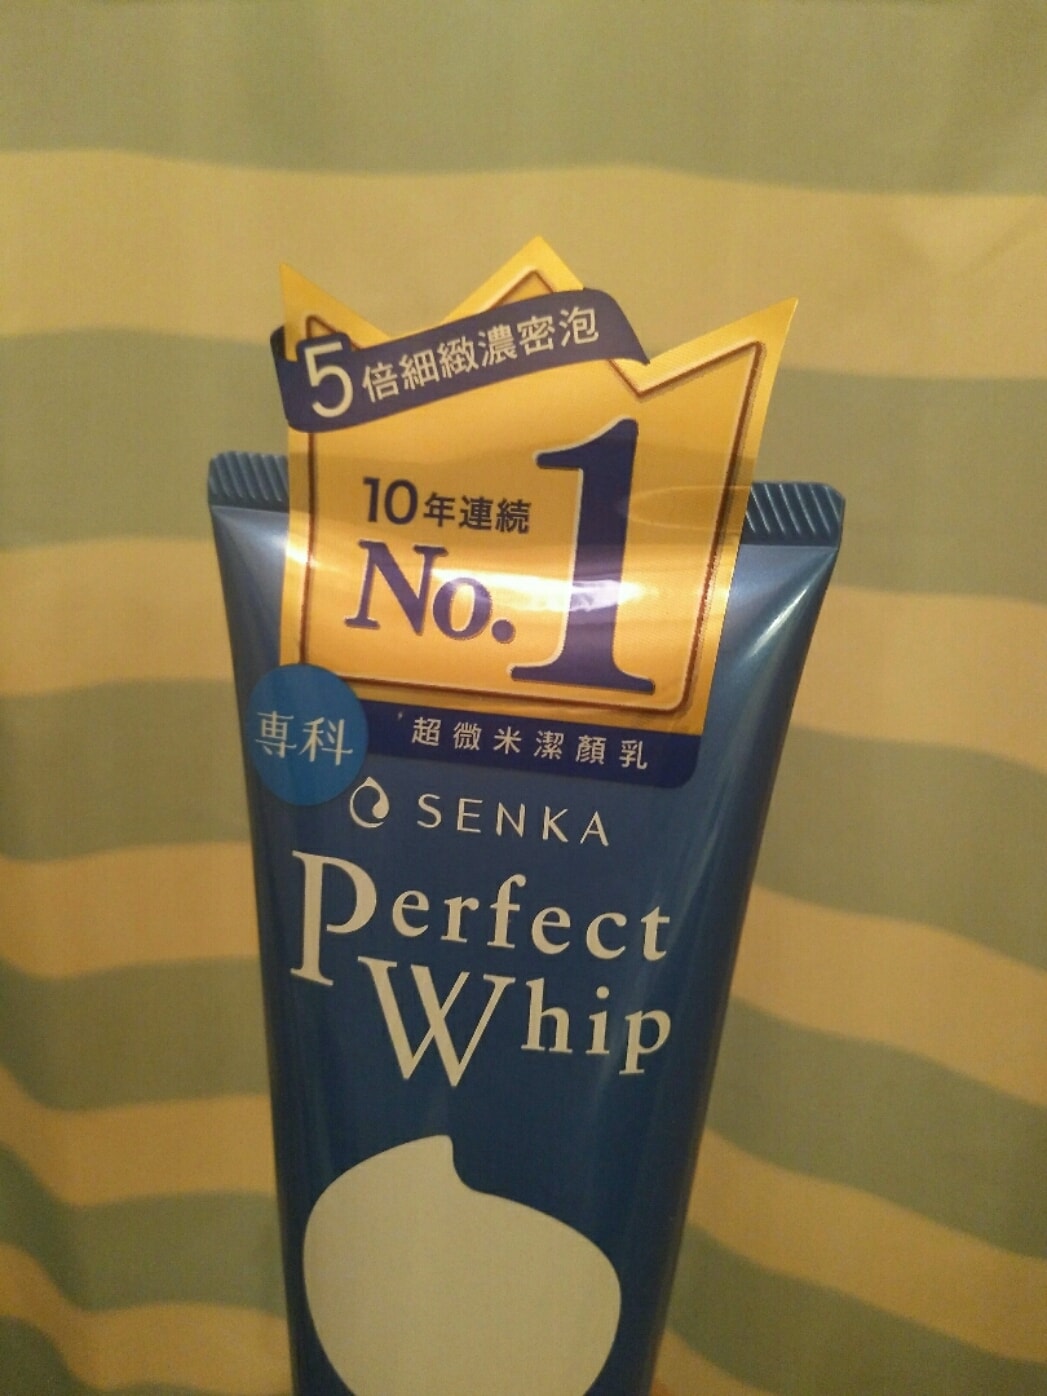 5倍細緻濃密泡
10年連続
No.1
専科
超微米潔顏乳
SENKA
Perfect
Whip